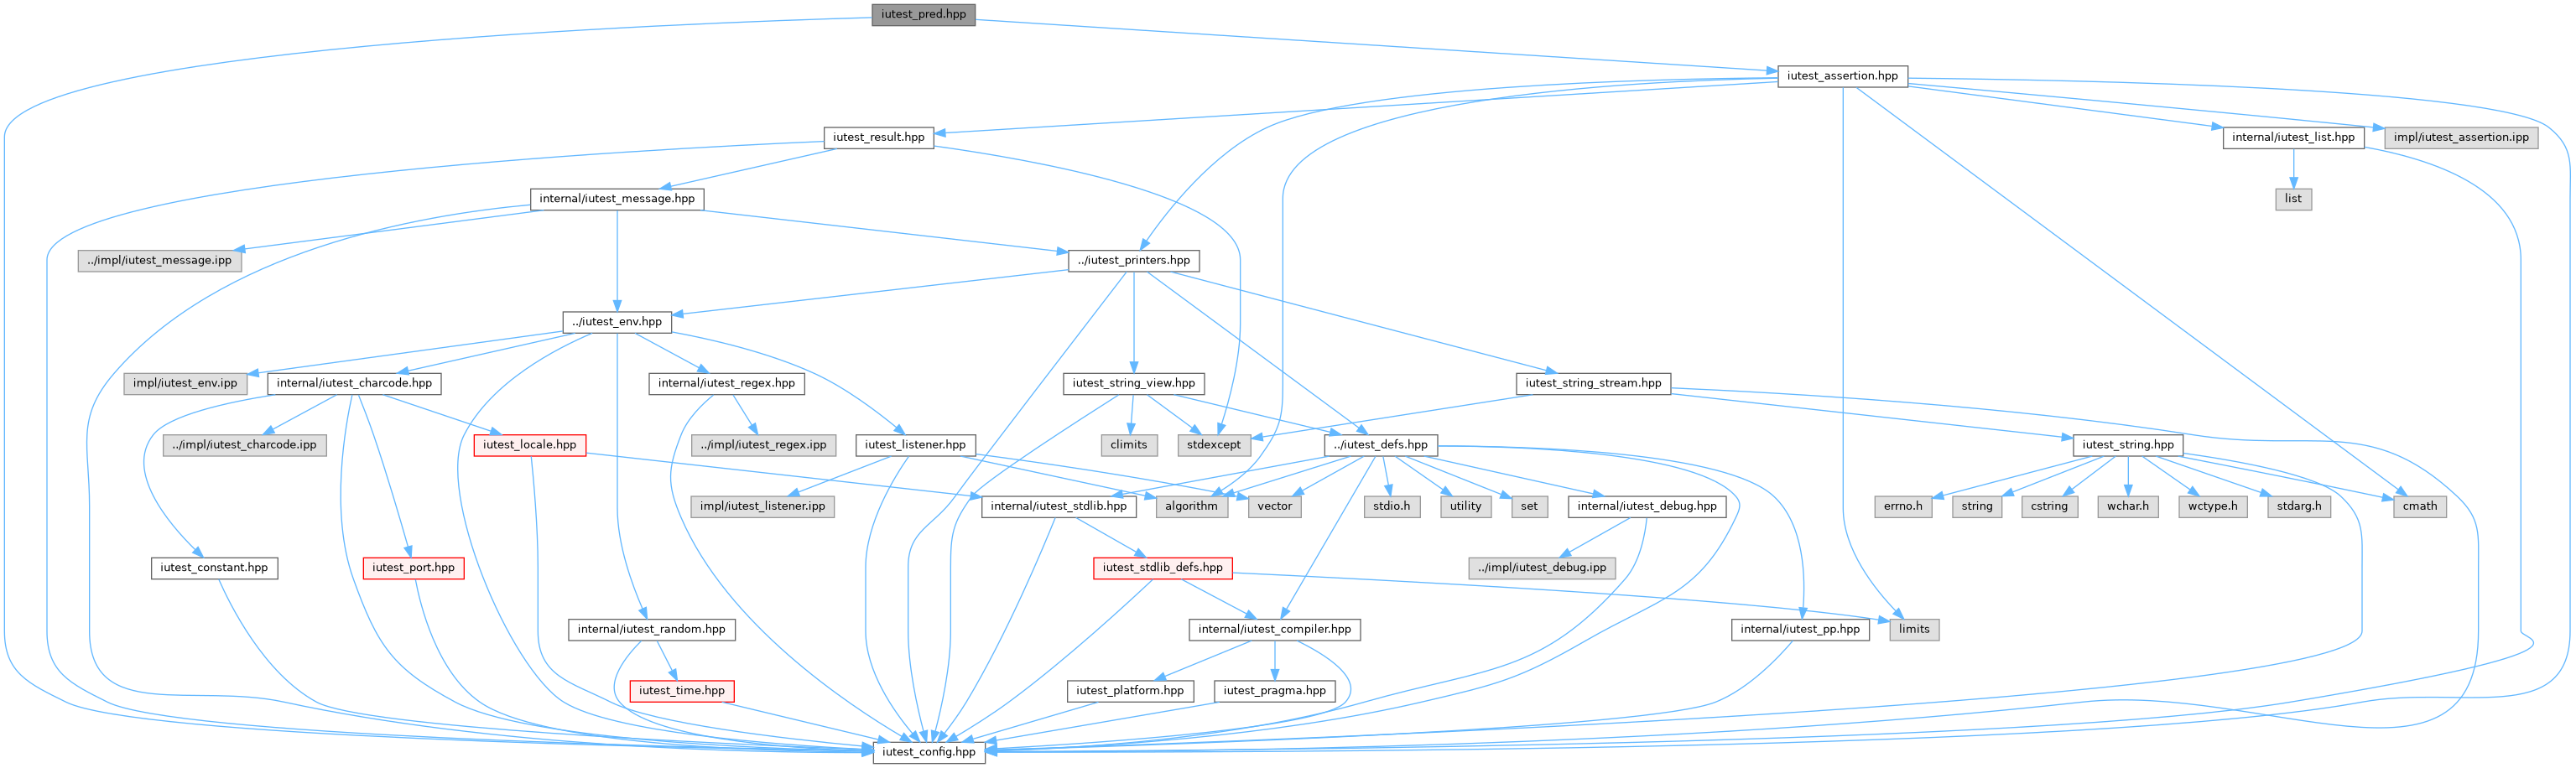 iutest_pred.hpp
iutest_assertion.hpp
iutest_result.hpp
internal/iutest_list.hpp
impl/iutest_assertion.ipp
internal/iutest_message.hpp
list
../impl/iutest_message.ipp
../iutest_printers.hpp
../iutest_env.hpp
impl/iutest_env.ipp
internal/iutest_charcode.hpp
internal/iutest_regex.hpp
iutest_string_view.hpp
iutest_string_stream.hpp
../impl/iutest_charcode.ipp
iutest_locale.hpp
../impl/iutest_regex.ipp
iutest_listener.hpp
climits
stdexcept
../iutest_defs.hpp
iutest_string.hpp
impl/iutest_listener.ipp
internal/iutest_stdlib.hpp
algorithm
vector
stdio.h
utility
set
internal/iutest_debug.hpp
errno.h
string
cstring
wchar.h
wctype.h
stdarg.h
cmath
iutest_constant.hpp
iutest_port.hpp
iutest_stdlib_defs.hpp
../impl/iutest_debug.ipp
internal/iutest_random.hpp
internal/iutest_compiler.hpp
internal/iutest_pp.hpp
limits
iutest_time.hpp
iutest_platform.hpp
iutest_pragma.hpp
iutest_config.hpp